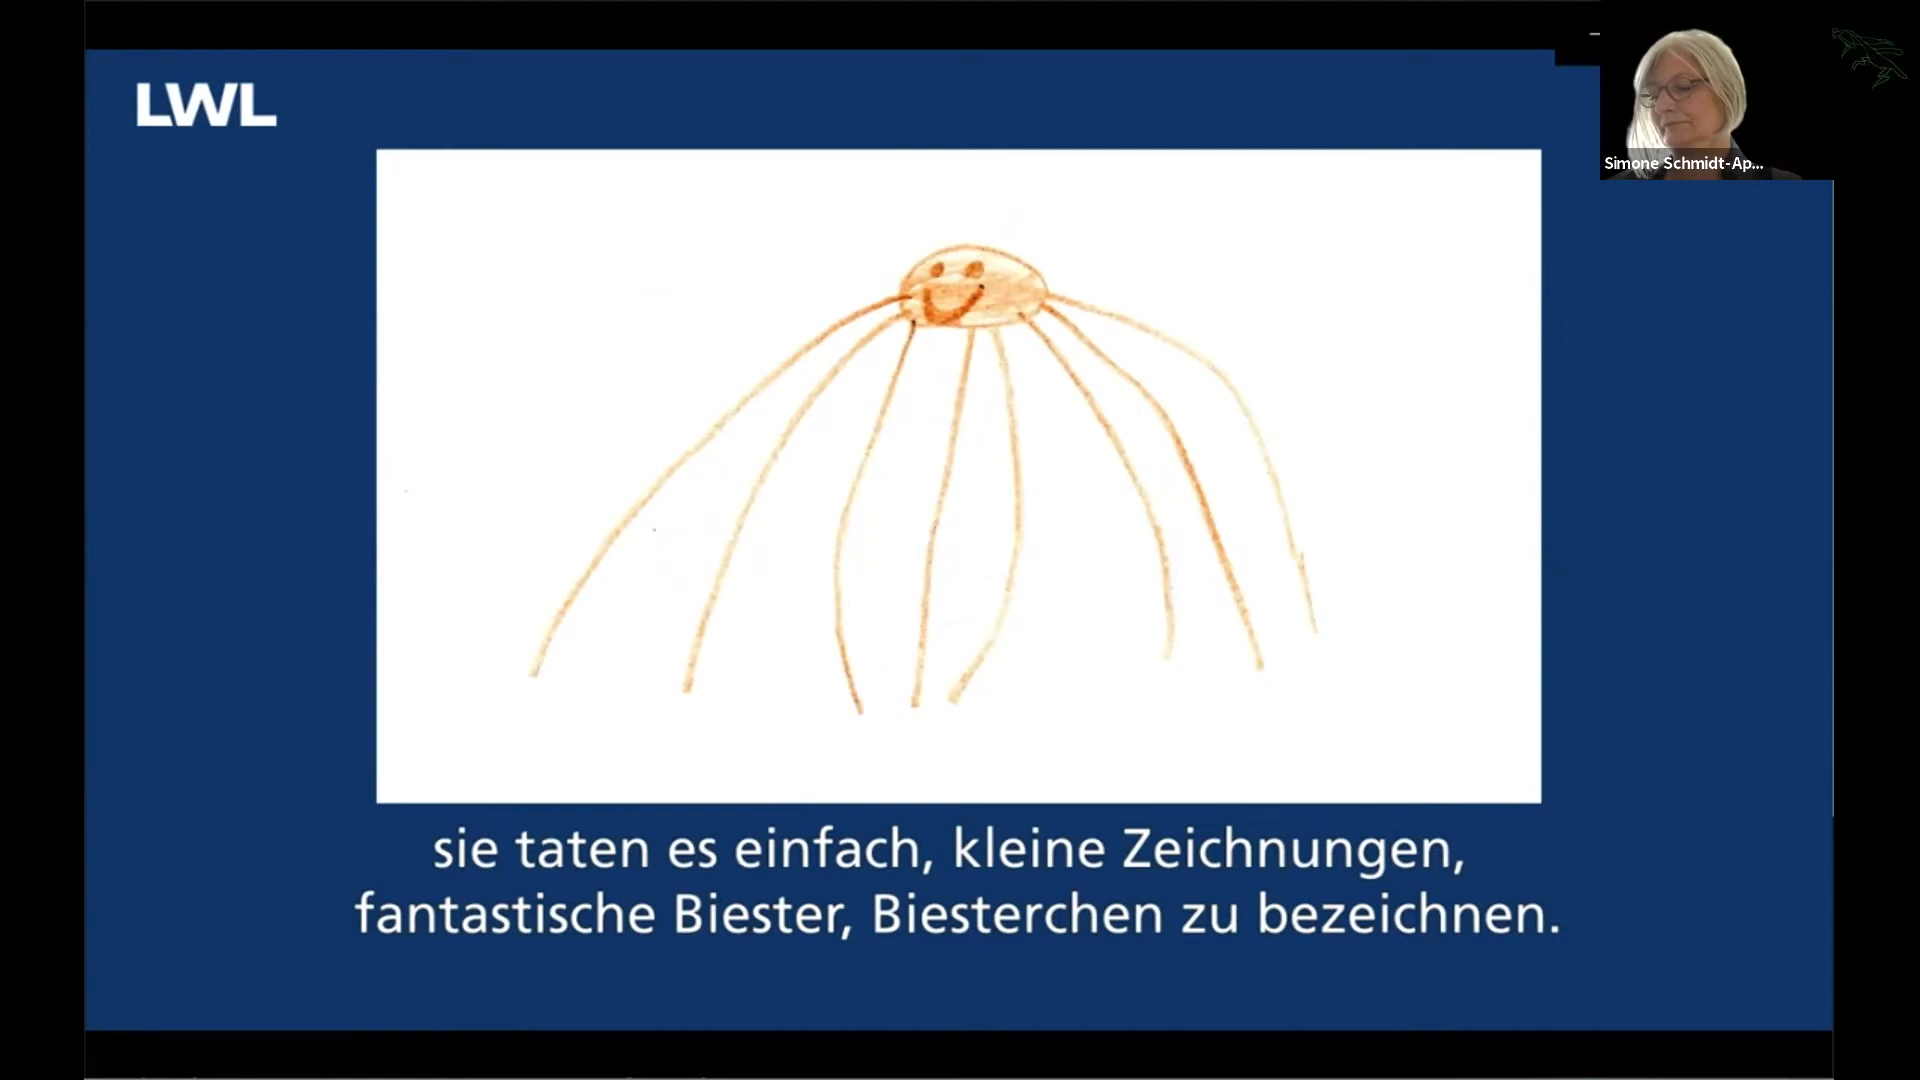 LWL
Simone Schmidt-Ap...
sie taten es einfach, kleine Zeichnungen,
fantastische Biester, Biesterchen zu bezeichnen.